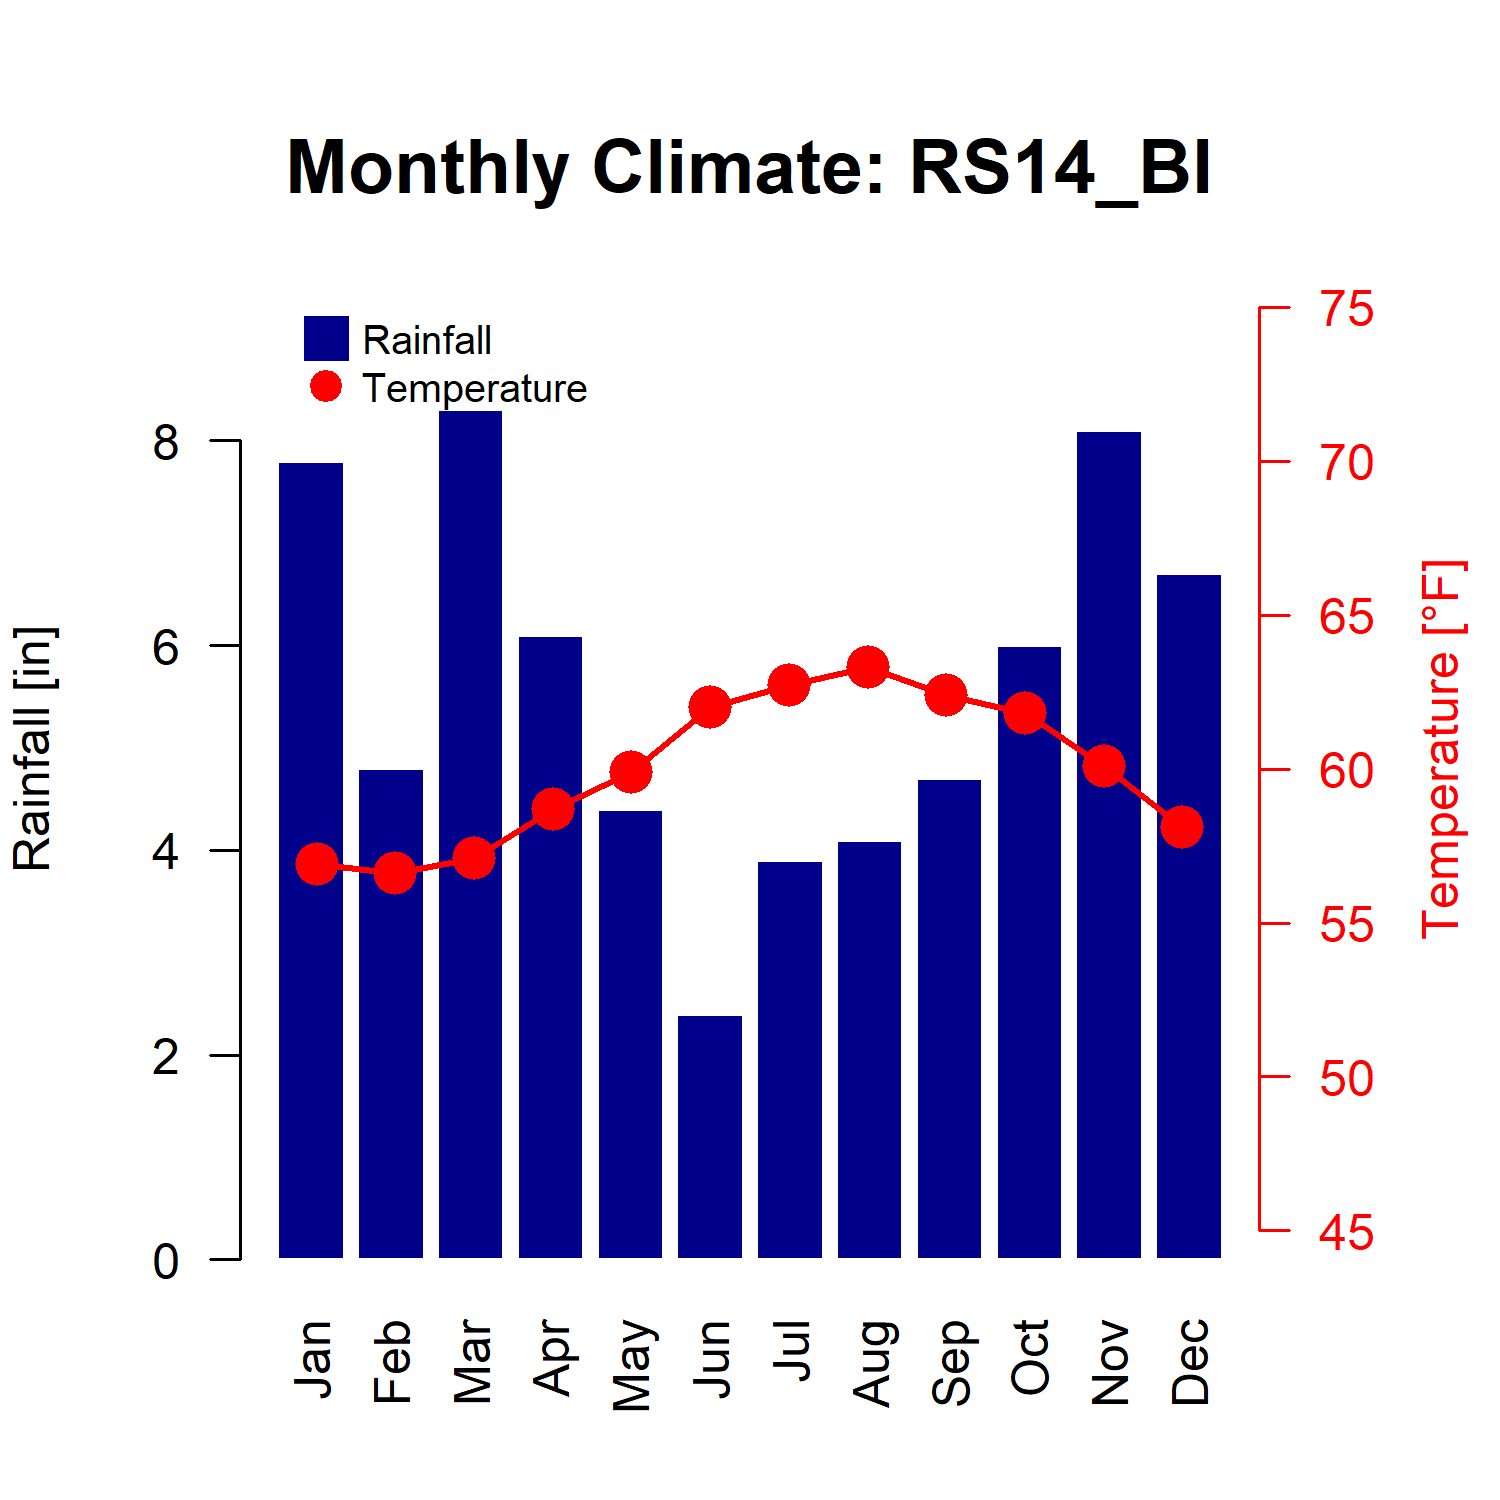 Monthly Climate: RS14_BI
Rainfall
Temperature
75
70
65
60
55
50
45
Temperature [°F]
8
6
4
2
0
Rainfall [in]
Jan
Feb
Mar
Apr
May
Jun
Jul
Aug
Sep
Oct
Nov
Dec